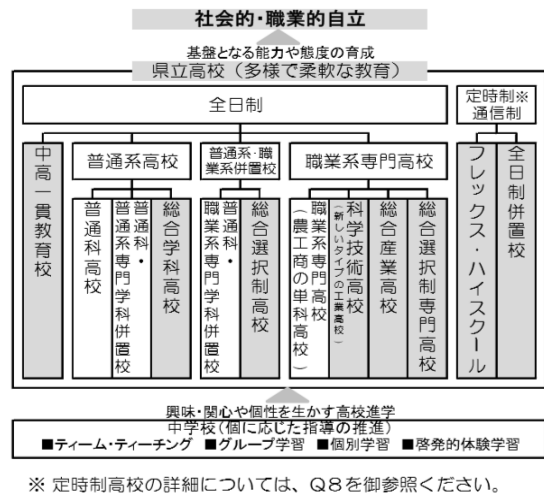 社会的・職業的自立
基盤となる能力や態度の育成
県立高校（多様で柔軟な教育）
全日制
定時制※
通信制
中高一貫教育校
普通系高校
普通系・職
業系併置校
職業系専門高校
普通科高校
普通科・
普通系専門学科併置校
総合学科高校
普通科・
職業系専門学科併置校
総合選択制高校
職業系専門高校
（農工商の単科高校）
科学技術高校
（新しいタイプの工業高校）
総合産業高校
総合選択制専門高校
フレックス・ハイスクール
全日制併置校
興味・関心や個性を生かす高校進学
中学校（個に応じた指導の推進）
■ティーム・ティーチング ■グループ学習 ■個別学習 ■啓発的体験学習
※ 定時制高校の詳細については、Ｑ８を御参照ください。